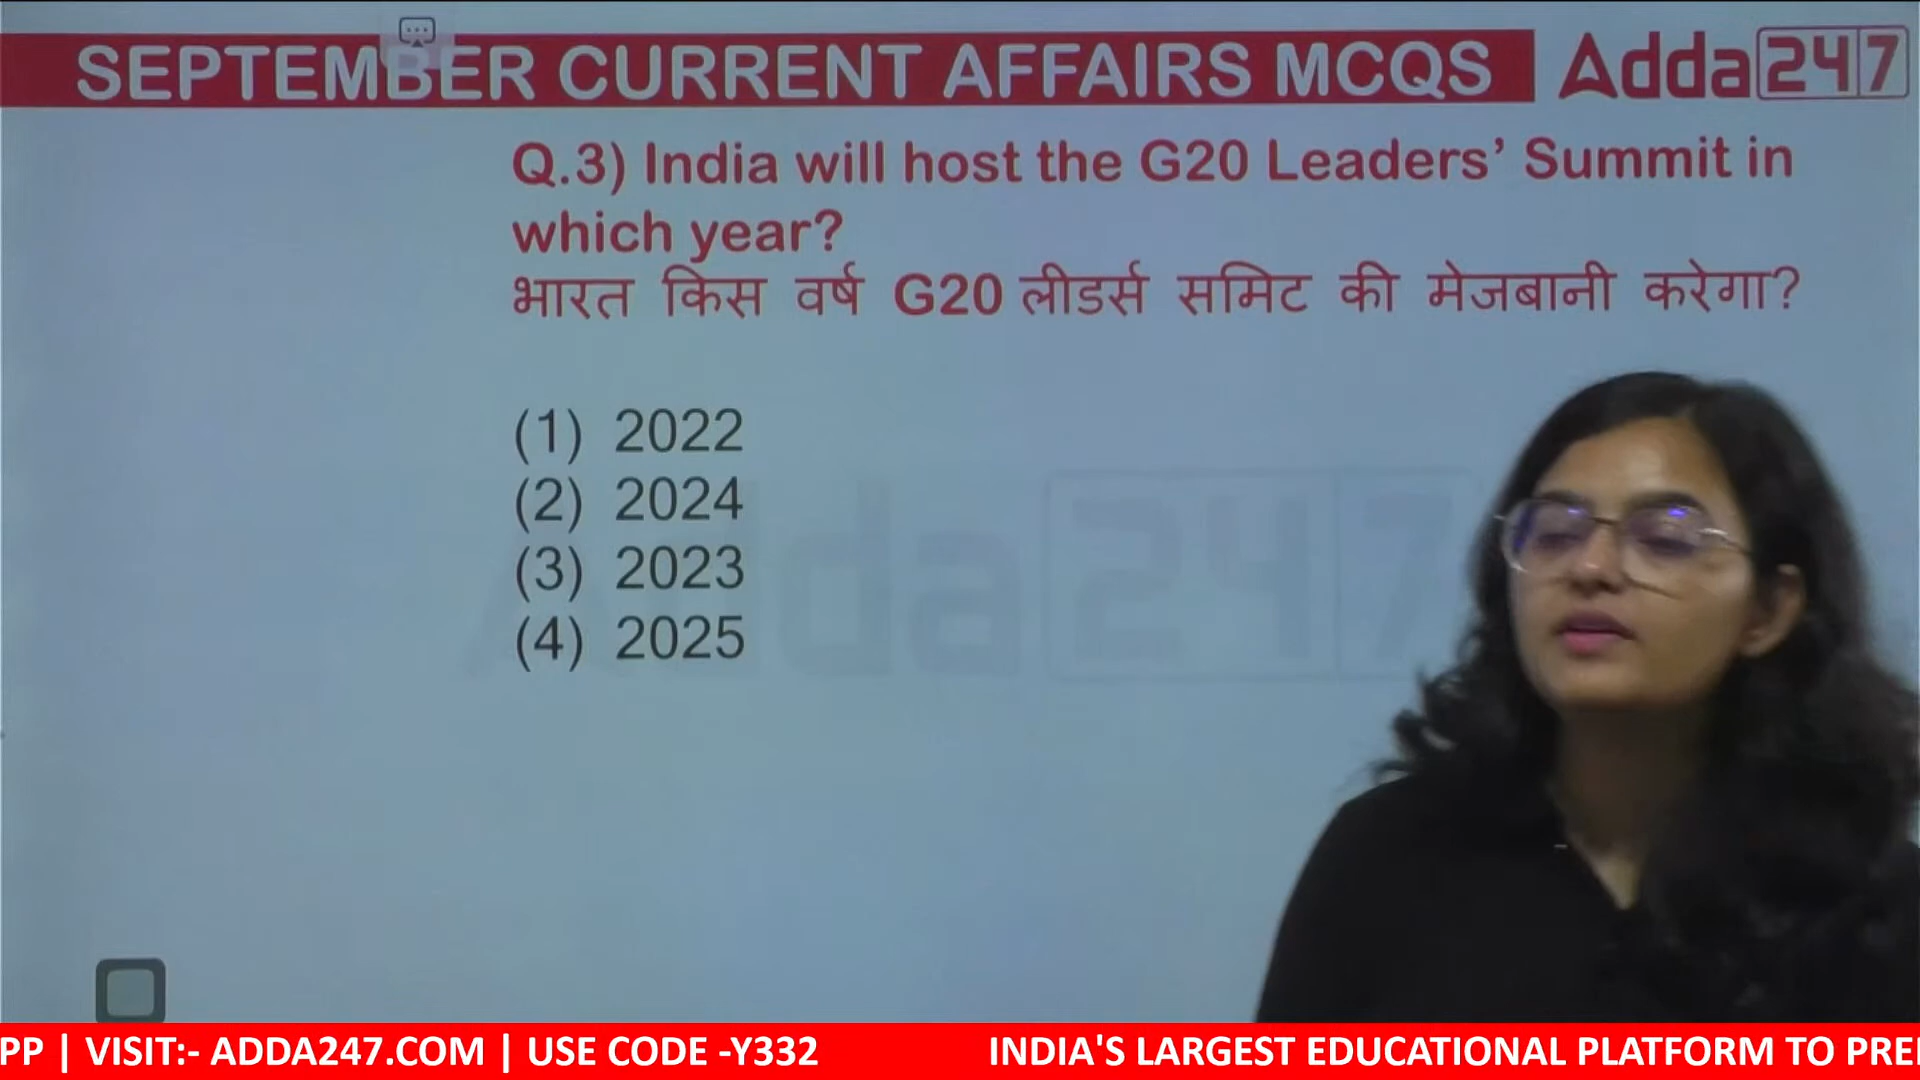 SEPTEMBER CURRENT AFFAIRS MCQS
Adda247
Q.3) India will host the G20 Leaders’ Summit in
which year?
भारत किस वर्ष G20 लीडर्स समिट की मेजबानी करेगा?
(1) 2022
(2) 2024
(3) 2023
(4) 2025
Adda247
PP | VISIT:- ADDA247.COM | USE CODE -Y332 INDIA'S LARGEST EDUCATIONAL PLATFORM TO PRE